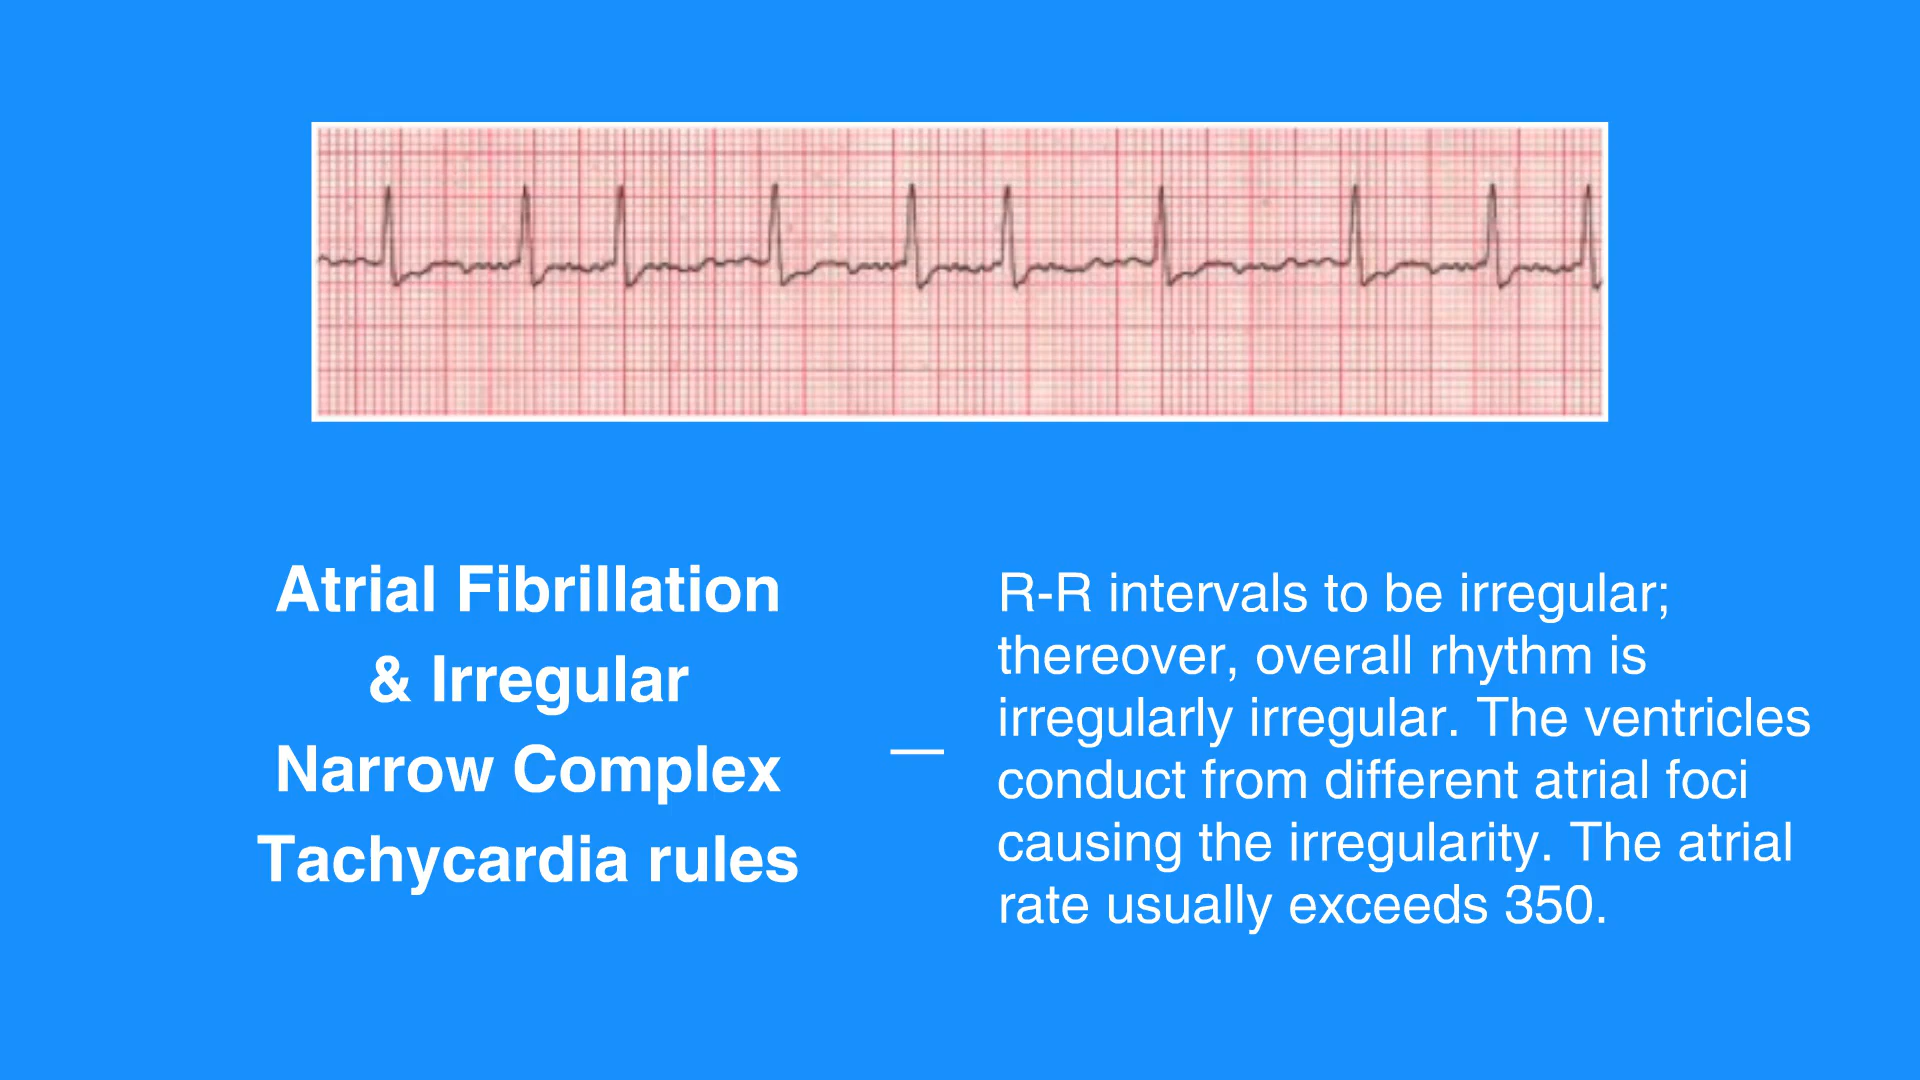 Atrial Fibrillation
& Irregular
Narrow Complex
Tachycardia rules
—
R-R intervals to be irregular;
thereover, overall rhythm is
irregularly irregular. The ventricles
conduct from different atrial foci
causing the irregularity. The atrial
rate usually exceeds 350.